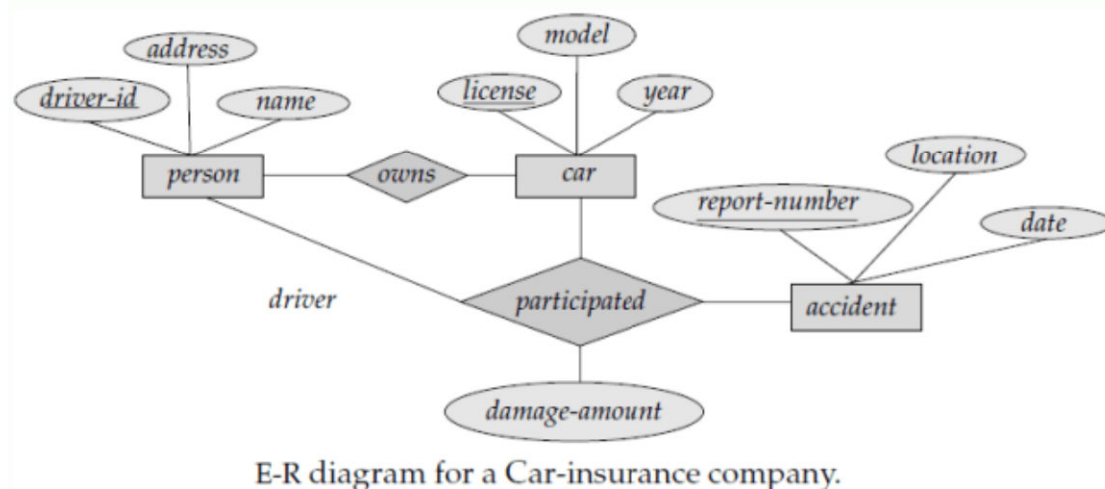 model
address
license
year
driver-id
name
location
person
owns
car
report-number
date
driver
participated
accident
damage-amount
E-R diagram for a Car-insurance company.